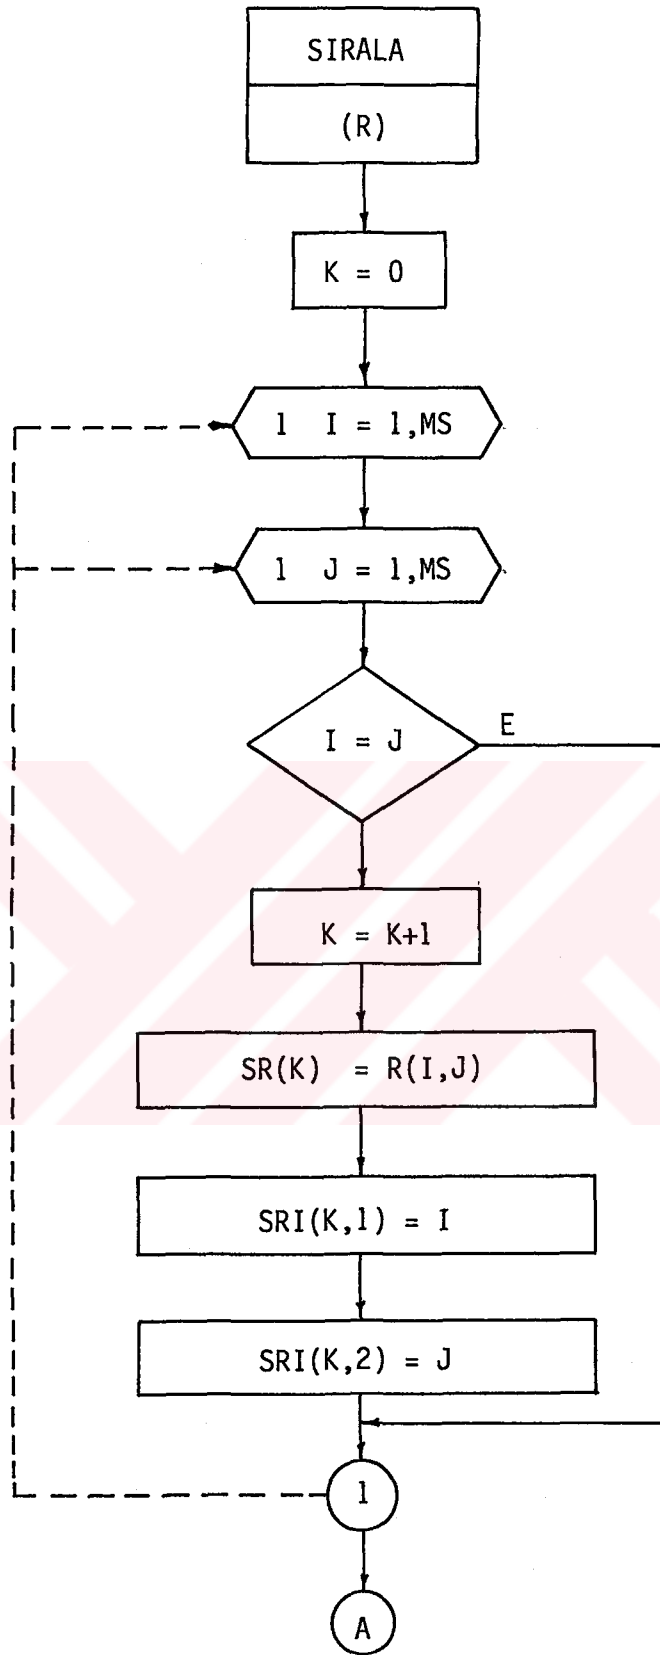 SIRALA
(R)
K = 0
1 I = 1,MS
1 J = 1,MS
I = J
E
K = K+1
SR(K) = R(I,J)
SRI(K,1) = I
SRI(K,2) = J
1
A